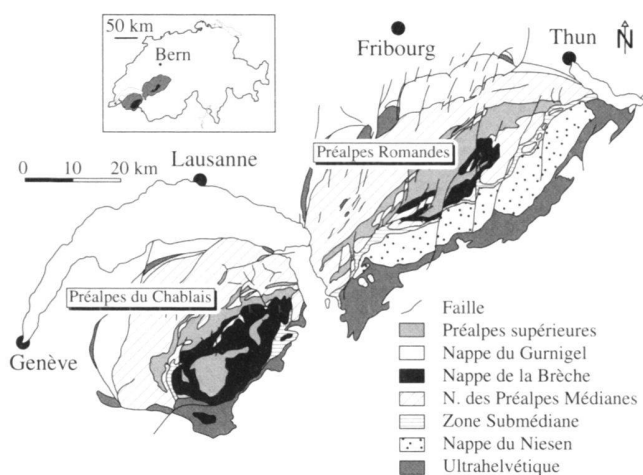 50 km
Bern
Fribourg
Thun
N
Lausanne
0 10 20 km
Préalpes Romandes
Préalpes du Chablais
Genève
Faille
Préalpes supérieures
Nappe du Gurnigel
Nappe de la Brèche
N. des Préalpes Médianes
Zone Submédiane
Nappe du Niesen
Ultrahelvétique